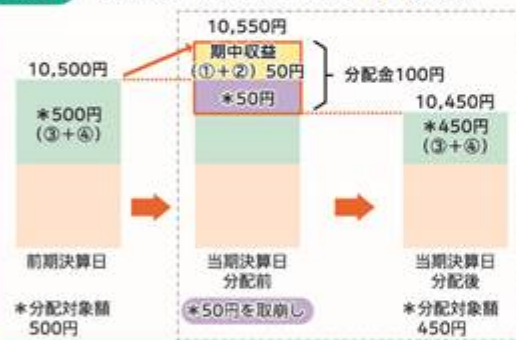 10,550円
期中収益
(①+②) 50円
*50円
分配金100円
10,500円
*500円
(③+④)
10,450円
*450円
(③+④)
前期決算日
当期決算日
分配前
当期決算日
分配後
*分配対象額
500円
*50円を取崩し
*分配対象額
450円